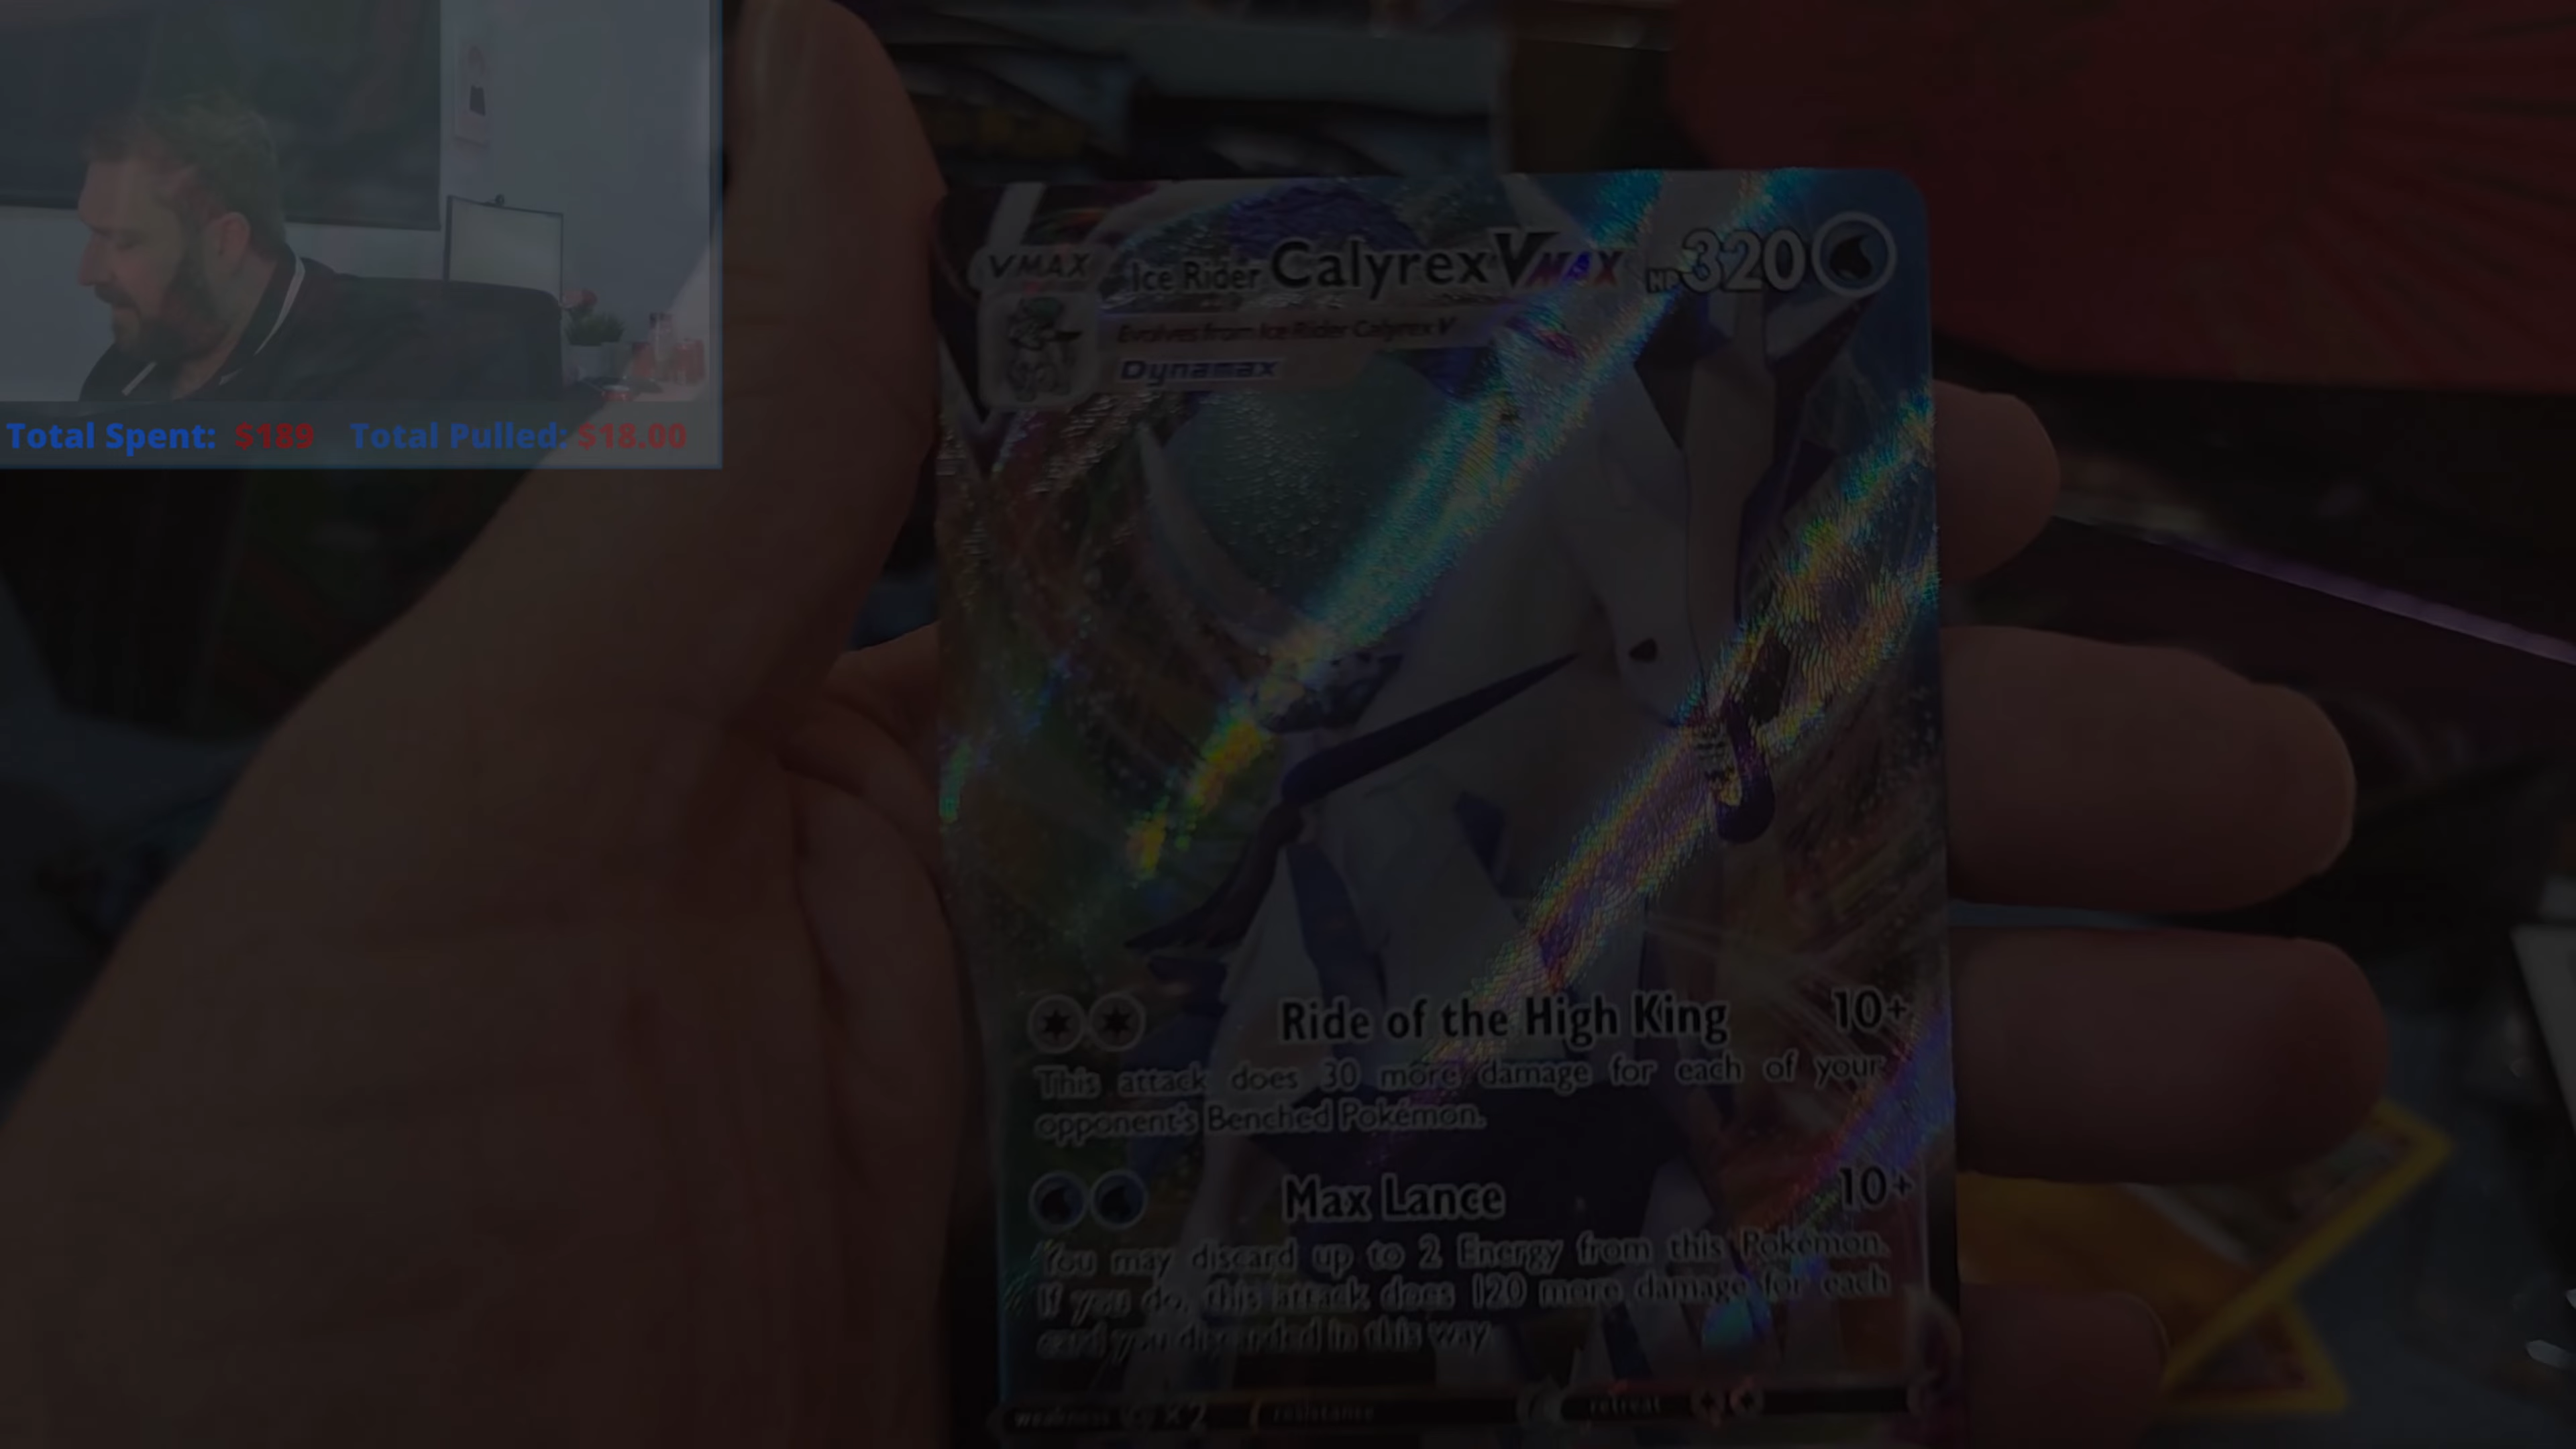 Total Spent: $189 Total Pulled: $18.00
VMAX Ice Rider Calyrex VMAX HP 320
Evolves from Ice Rider Calyrex V
Dynamax
Ride of the High King 10+
This attack does 30 more damage for each of your
opponent's Benched Pokémon.
Max Lance 10+
You may discard up to 2 Energy from this Pokémon.
If you do, this attack does 120 more damage for each
card you discarded in this way.
weakness x2 resistance retreat